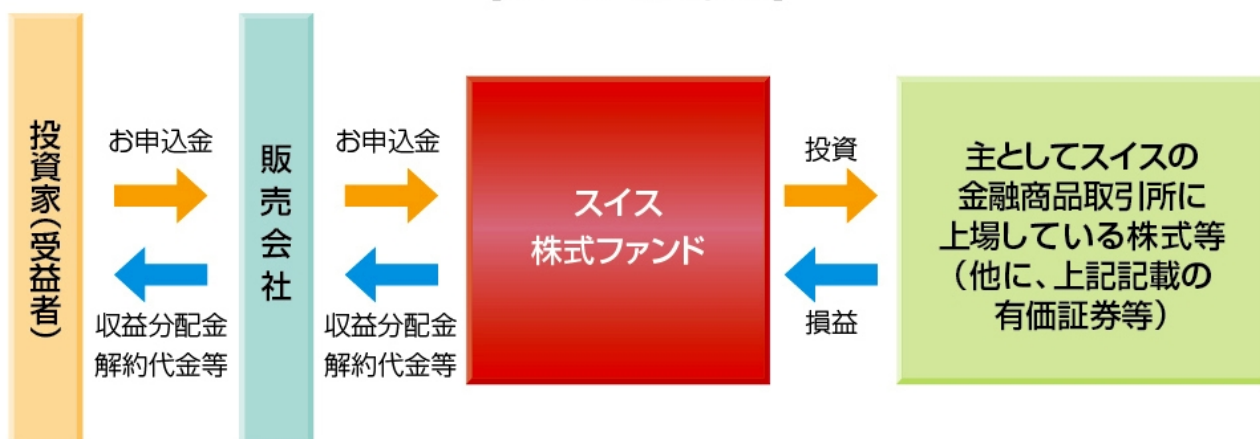 投資家(受益者)
お申込金
収益分配金
解約代金等
販売会社
お申込金
収益分配金
解約代金等
スイス
株式ファンド
投資
損益
主としてスイスの
金融商品取引所に
上場している株式等
(他に、上記記載の
有価証券等)